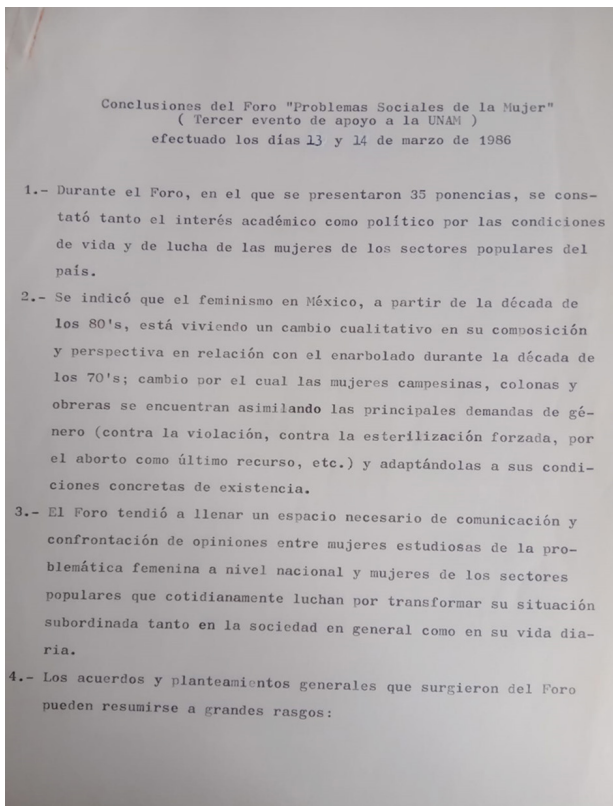 Conclusiones del Foro "Problemas Sociales de la Mujer"
( Tercer evento de apoyo a la UNAM )
efectuado los días 13 y 14 de marzo de 1986
1.- Durante el Foro, en el que se presentaron 35 ponencias, se cons-
tató tanto el interés académico como político por las condiciones
de vida y de lucha de las mujeres de los sectores populares del
país.
2.- Se indicó que el feminismo en México, a partir de la década de
los 80's, está viviendo un cambio cualitativo en su composición
y perspectiva en relación con el enarbolado durante la década de
los 70's; cambio por el cual las mujeres campesinas, colonas y
obreras se encuentran asimilando las principales demandas de gé-
nero (contra la violación, contra la esterilización forzada, por
el aborto como último recurso, etc.) y adaptándolas a sus condi-
ciones concretas de existencia.
3.- El Foro tendió a llenar un espacio necesario de comunicación y
confrontación de opiniones entre mujeres estudiosas de la pro-
blemática femenina a nivel nacional y mujeres de los sectores
populares que cotidianamente luchan por transformar su situación
subordinada tanto en la sociedad en general como en su vida dia-
ria.
4.- Los acuerdos y planteamientos generales que surgieron del Foro
pueden resumirse a grandes rasgos: